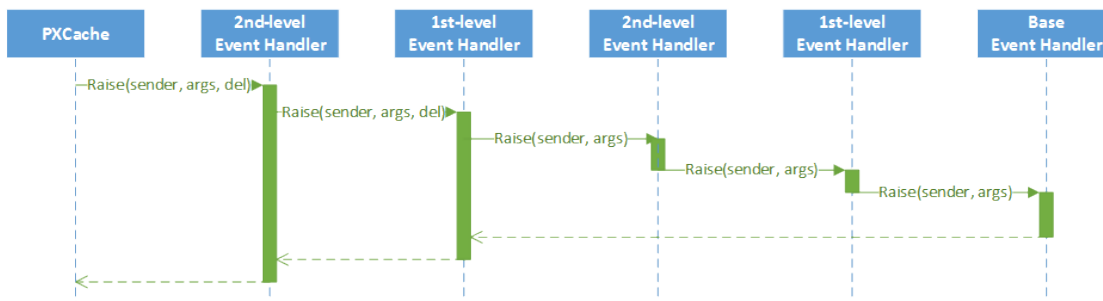 PXCache
2nd-level
Event Handler
1st-level
Event Handler
2nd-level
Event Handler
1st-level
Event Handler
Base
Event Handler
Raise(sender, args, del)
Raise(sender, args, del)
Raise(sender, args)
Raise(sender, args)
Raise(sender, args)